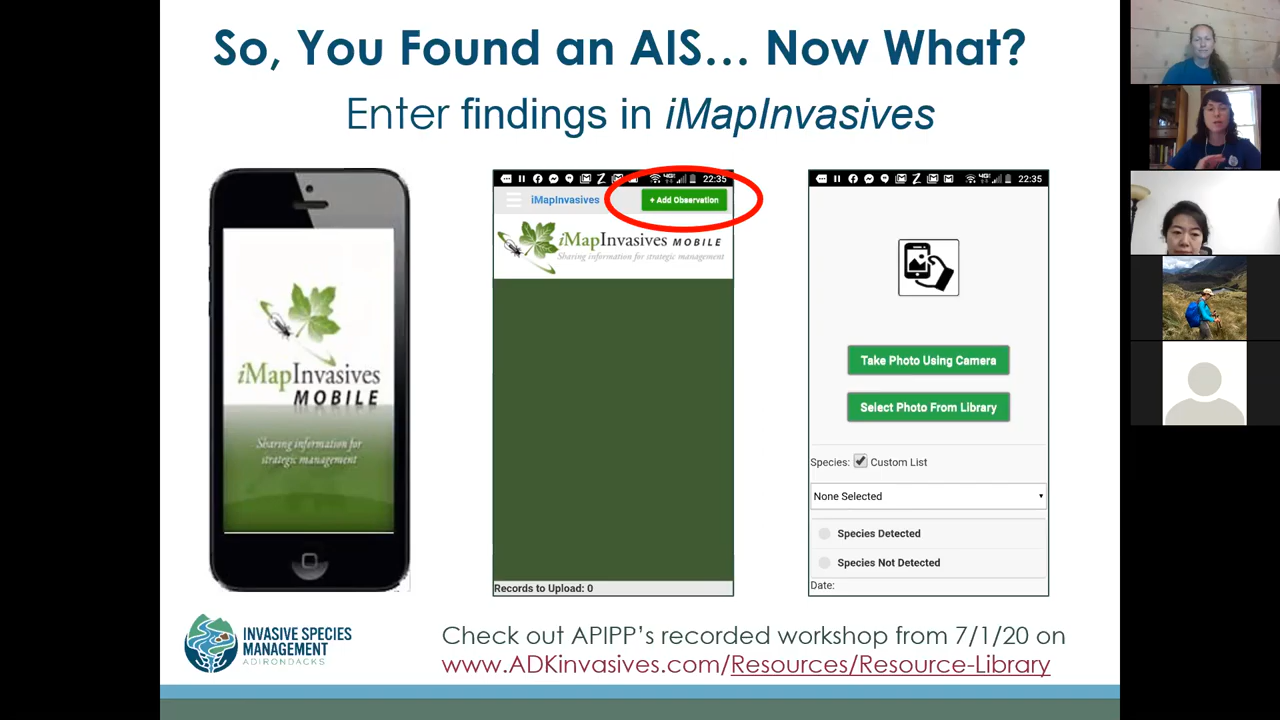 So, You Found an AIS… Now What?
Enter findings in iMapInvasives
iMapInvasives
MOBILE
Sharing information for
strategic management
22:35
iMapInvasives
+ Add Observation
iMapInvasives MOBILE
Sharing information for strategic management
Records to Upload: 0
22:35
Take Photo Using Camera
Select Photo From Library
Species: Custom List
None Selected
Species Detected
Species Not Detected
Date:
INVASIVE SPECIES
MANAGEMENT
ADIRONDACKS
Check out APIPP's recorded workshop from 7/1/20 on
www.ADKinvasives.com/Resources/Resource-Library